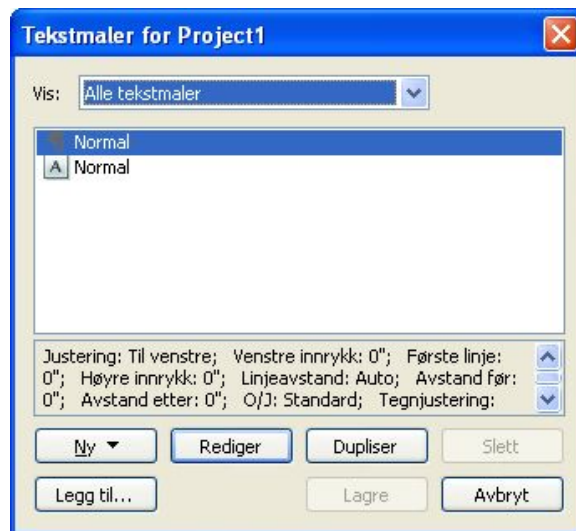 Tekstmaler for Project1
Vis: Alle tekstmaler
Normal
A Normal
Justering: Til venstre; Venstre innrykk: 0"; Første linje:
0"; Høyre innrykk: 0"; Linjeavstand: Auto; Avstand før:
0"; Avstand etter: 0"; O/J: Standard; Tegnjustering:
Ny Rediger Dupliser Slett
Legg til... Lagre Avbryt